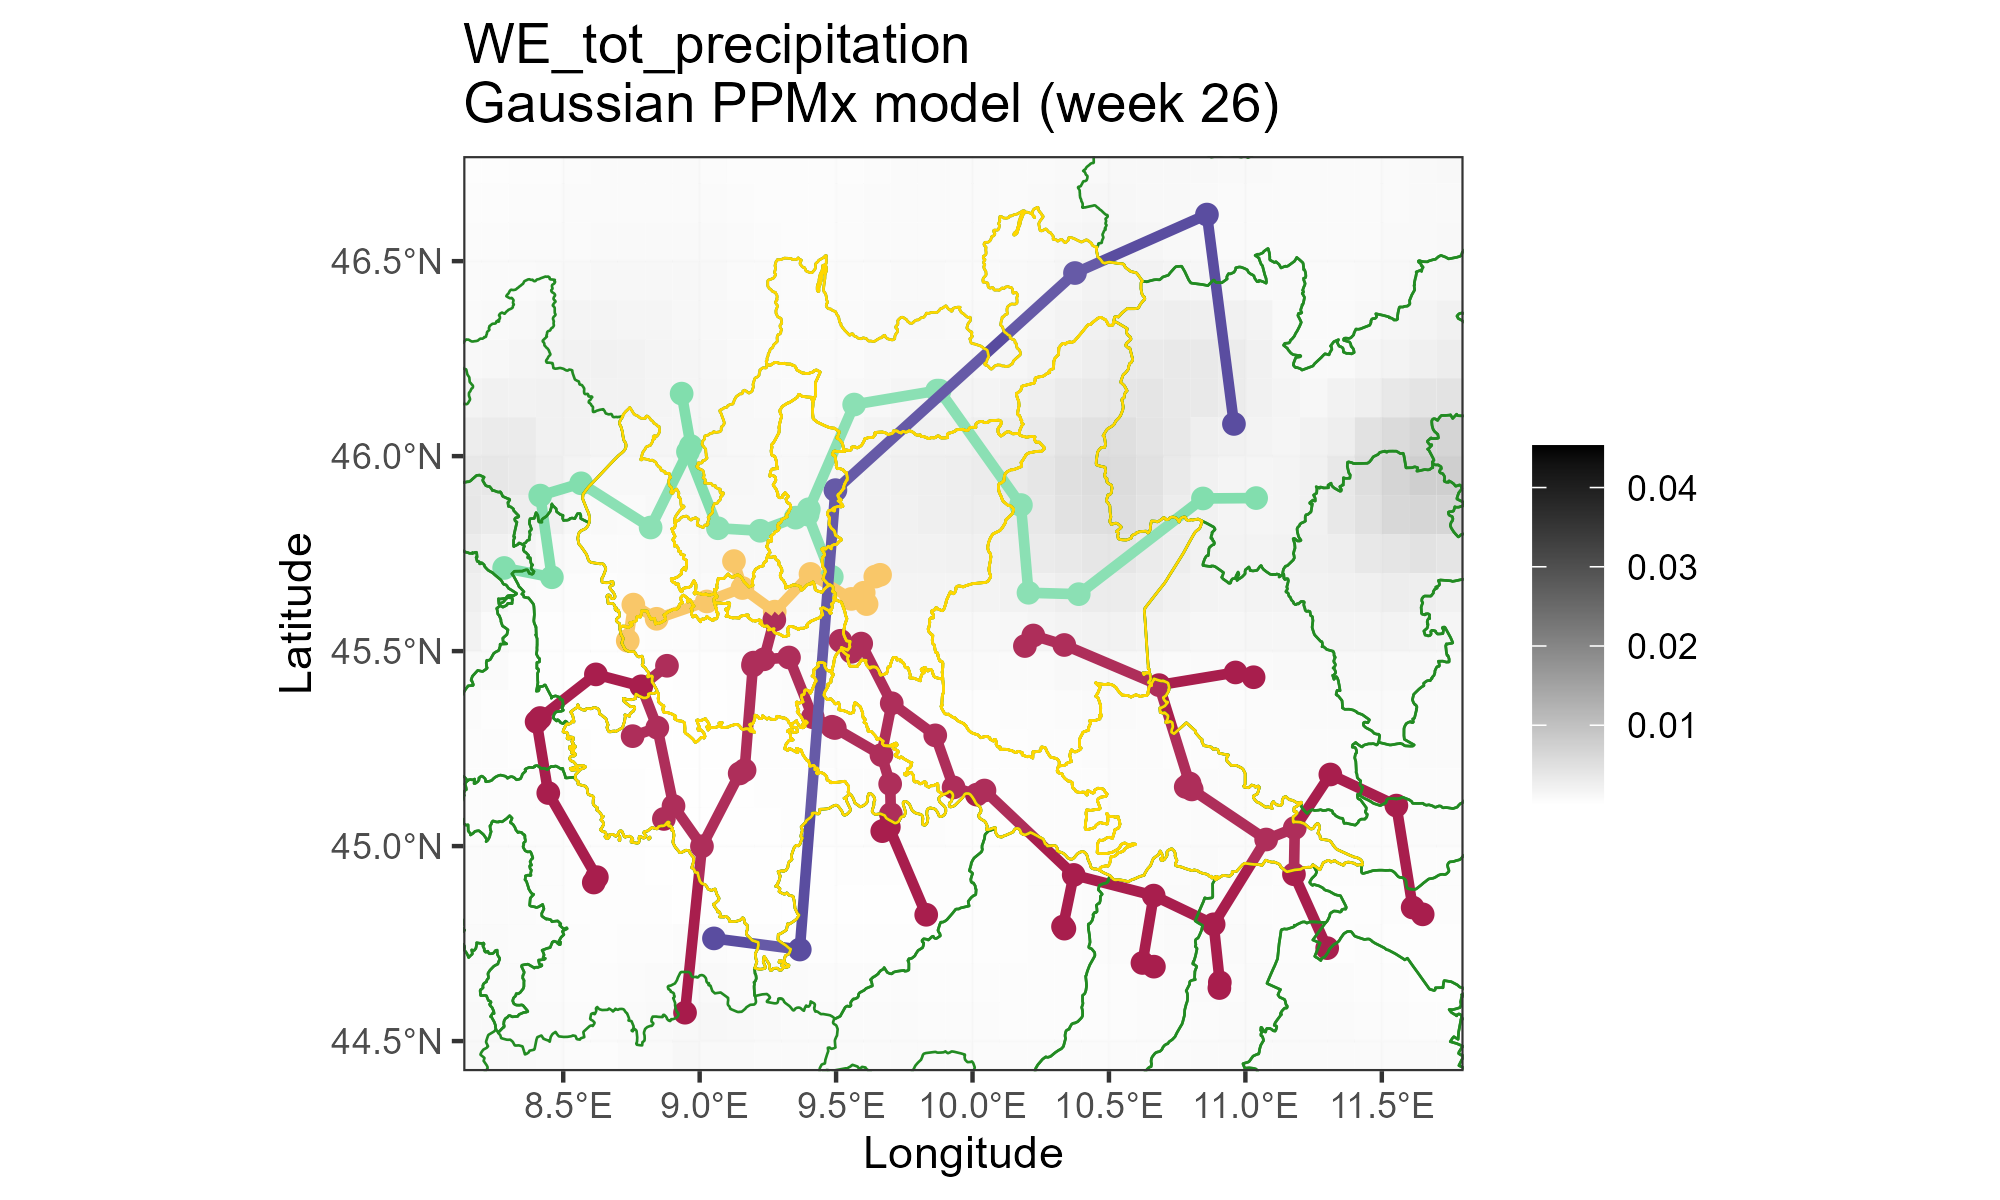 WE_tot_precipitation
Gaussian PPMx model (week 26)
46.5°N
46.0°N
45.5°N
45.0°N
44.5°N
Latitude
8.5°E 9.0°E 9.5°E 10.0°E 10.5°E 11.0°E 11.5°E
Longitude
0.04
0.03
0.02
0.01